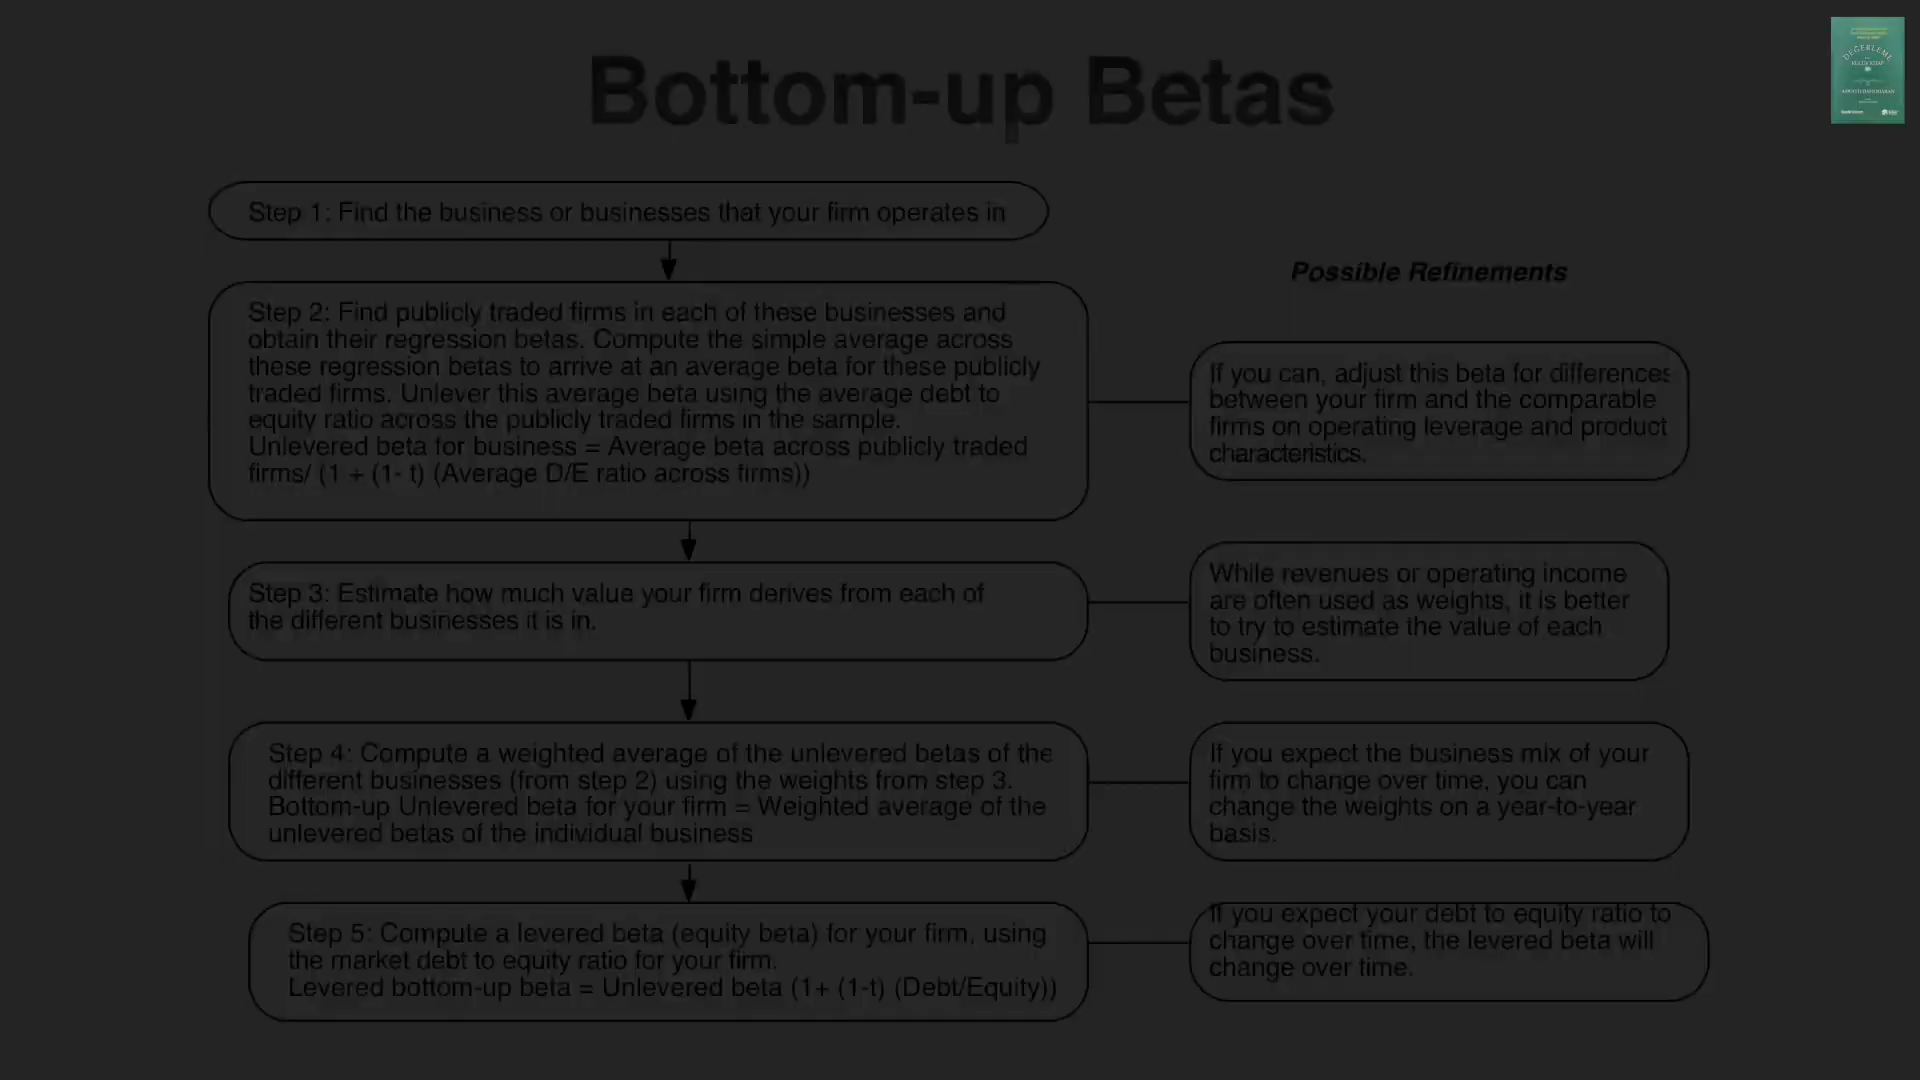 Bottom-up Betas
Step 1: Find the business or businesses that your firm operates in
Possible Refinements
Step 2: Find publicly traded firms in each of these businesses and
obtain their regression betas. Compute the simple average across
these regression betas to arrive at an average beta for these publicly
traded firms. Unlever this average beta using the average debt to
equity ratio across the publicly traded firms in the sample.
Unlevered beta for business = Average beta across publicly traded
firms/ (1 + (1- t) (Average D/E ratio across firms))
If you can, adjust this beta for differences
between your firm and the comparable
firms on operating leverage and product
characteristics.
Step 3: Estimate how much value your firm derives from each of
the different businesses it is in.
While revenues or operating income
are often used as weights, it is better
to try to estimate the value of each
business.
Step 4: Compute a weighted average of the unlevered betas of the
different businesses (from step 2) using the weights from step 3.
Bottom-up Unlevered beta for your firm = Weighted average of the
unlevered betas of the individual business
If you expect the business mix of your
firm to change over time, you can
change the weights on a year-to-year
basis.
Step 5: Compute a levered beta (equity beta) for your firm, using
the market debt to equity ratio for your firm.
Levered bottom-up beta = Unlevered beta (1+ (1-t) (Debt/Equity))
If you expect your debt to equity ratio to
change over time, the levered beta will
change over time.
DEĞERLEME